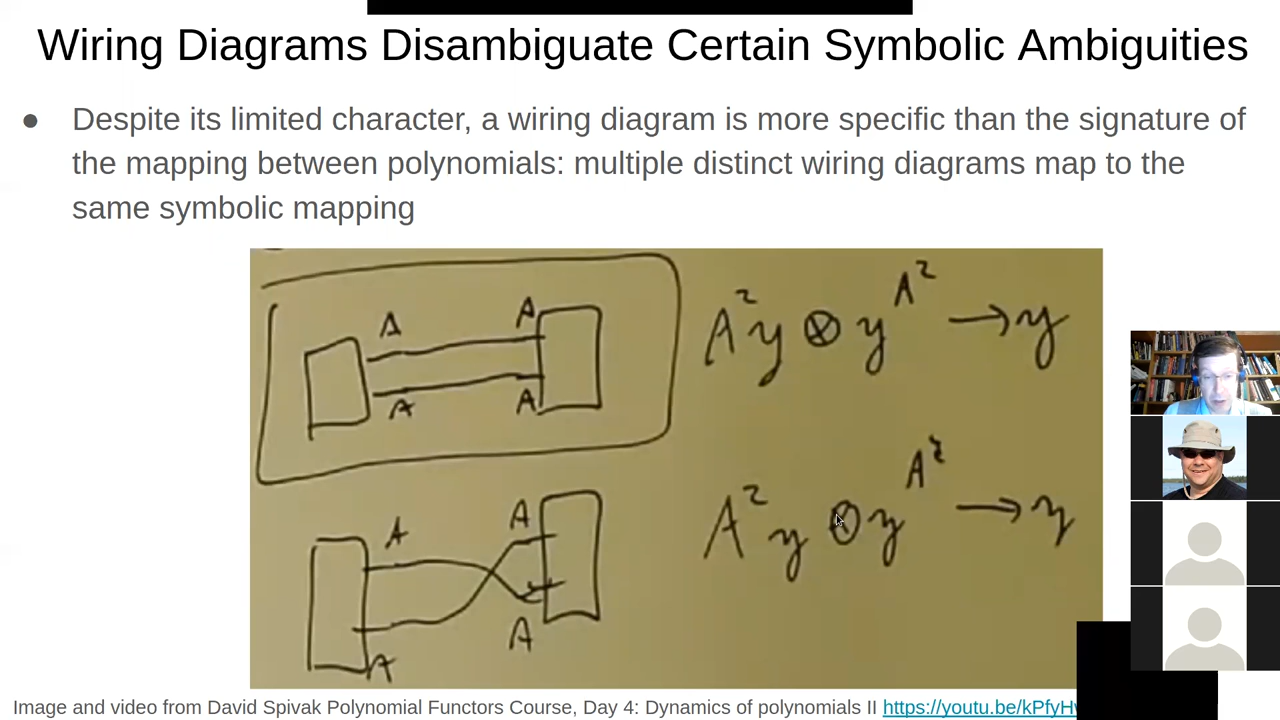 Wiring Diagrams Disambiguate Certain Symbolic Ambiguities
● Despite its limited character, a wiring diagram is more specific than the signature of
the mapping between polynomials: multiple distinct wiring diagrams map to the
same symbolic mapping
A A
A A
A²y ⊗ y^A² → y
A A
A A
A²y ⊗ y^A² → y
Image and video from David Spivak Polynomial Functors Course, Day 4: Dynamics of polynomials II https://youtu.be/kPfyH